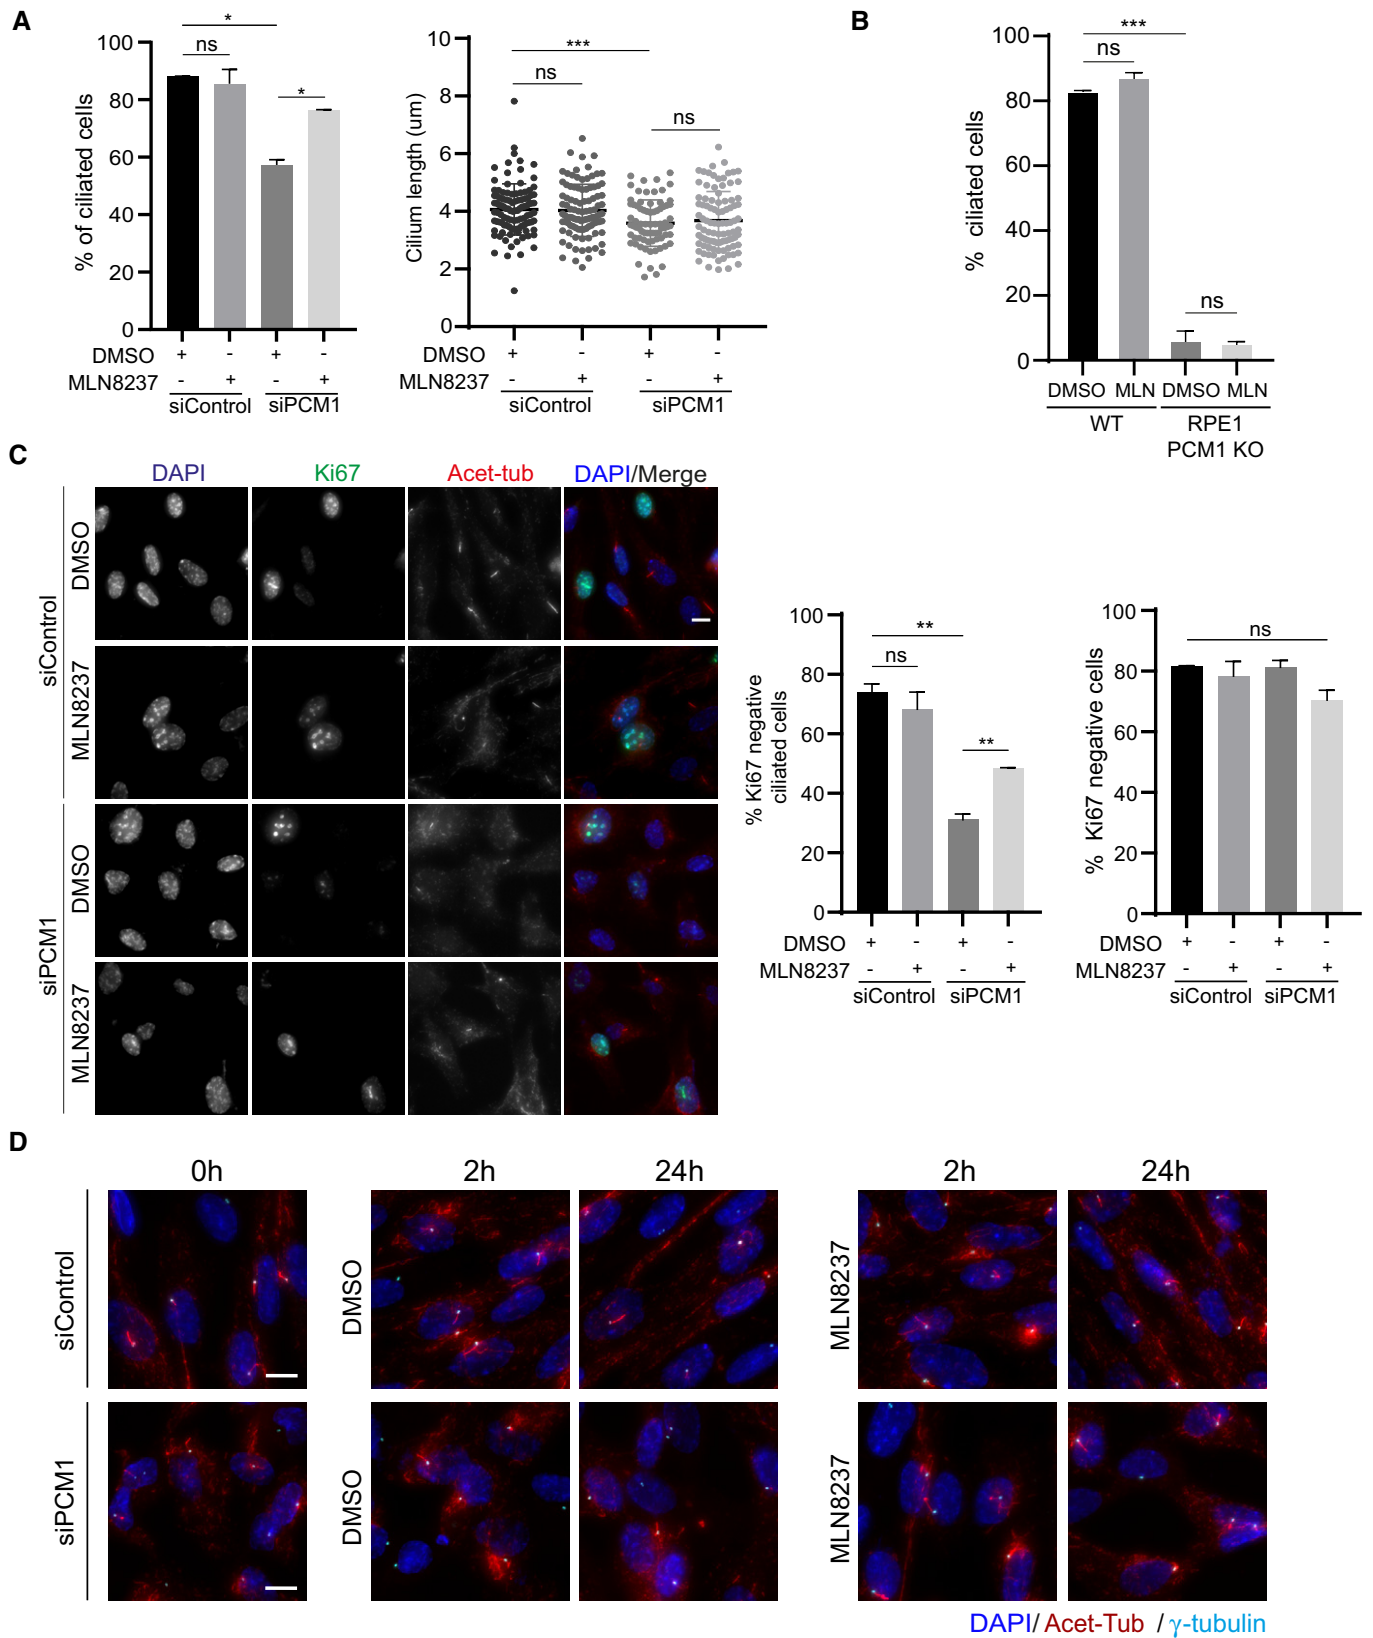 A
% of ciliated cells
100
80
60
40
20
0
*
ns
*
DMSO + - + -
MLN8237 - + - +
siControl siPCM1
Cilium length (um)
10
8
6
4
2
0
***
ns
ns
DMSO + - + -
MLN8237 - + - +
siControl siPCM1
B
% ciliated cells
100
80
60
40
20
0
***
ns
ns
DMSO MLN DMSO MLN
WT RPE1
PCM1 KO
C
DAPI Ki67 Acet-tub DAPI/Merge
siControl
DMSO
MLN8237
siPCM1
DMSO
MLN8237
% Ki67 negative
ciliated cells
100
80
60
40
20
0
**
ns
**
DMSO + - + -
MLN8237 - + - +
siControl siPCM1
% Ki67 negative cells
100
80
60
40
20
0
ns
DMSO + - + -
MLN8237 - + - +
siControl siPCM1
D
0h 2h 24h 2h 24h
siControl
DMSO
MLN8237
siPCM1
DMSO
MLN8237
DAPI/ Acet-Tub / γ-tubulin